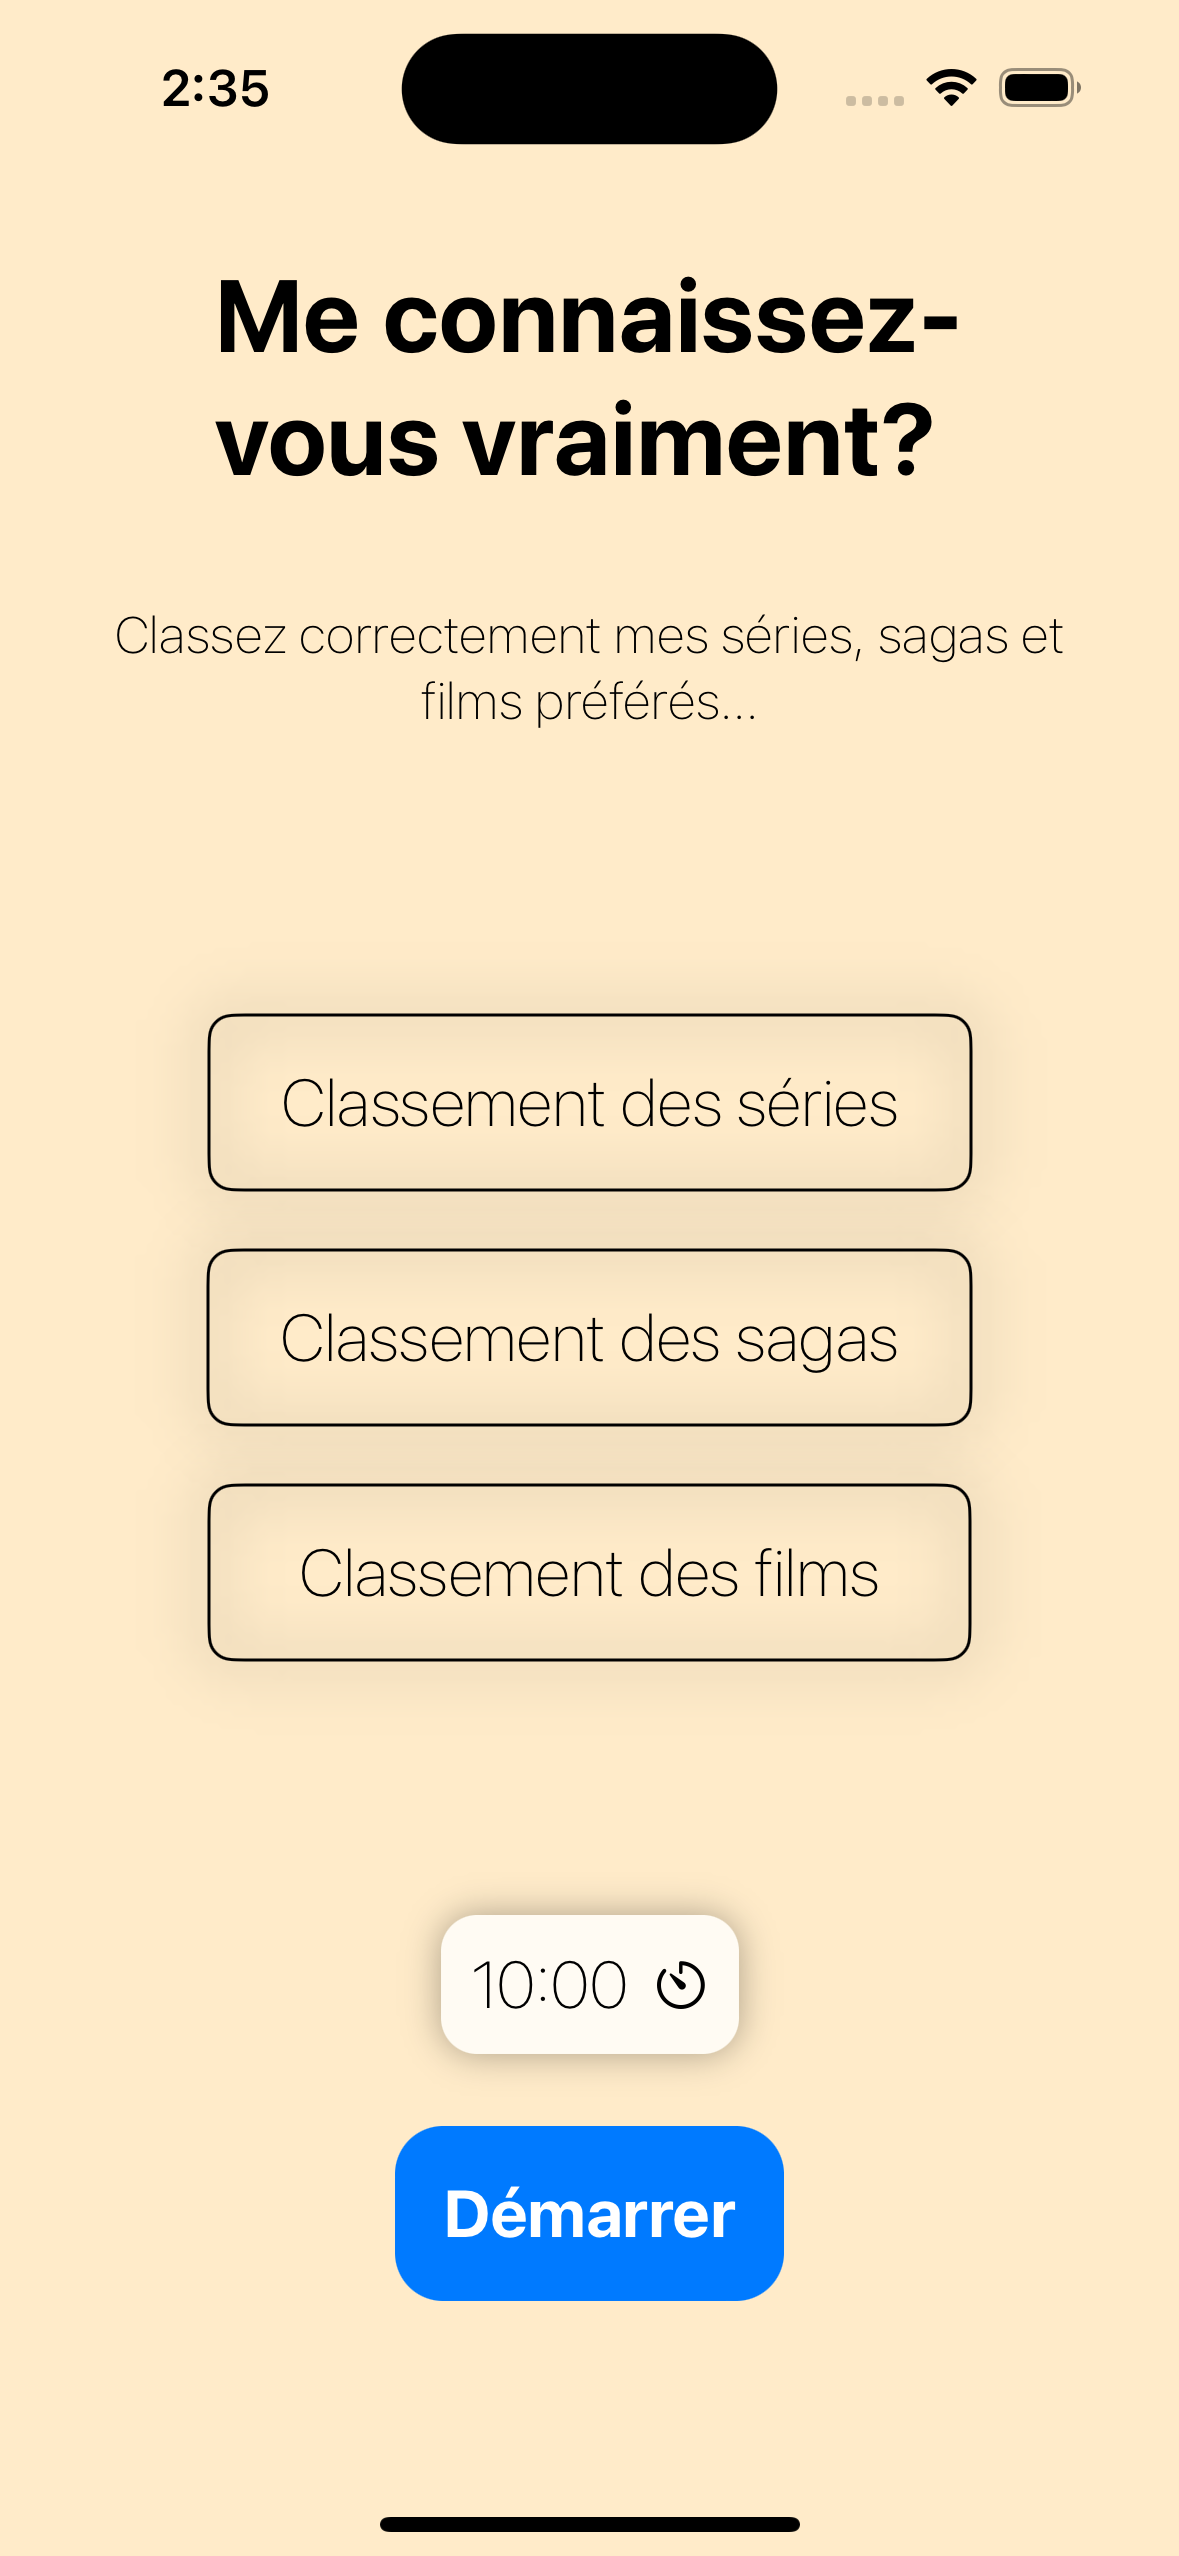 2:35
Me connaissez-
vous vraiment?
Classez correctement mes séries, sagas et
films préférés...
Classement des séries
Classement des sagas
Classement des films
10:00
Démarrer